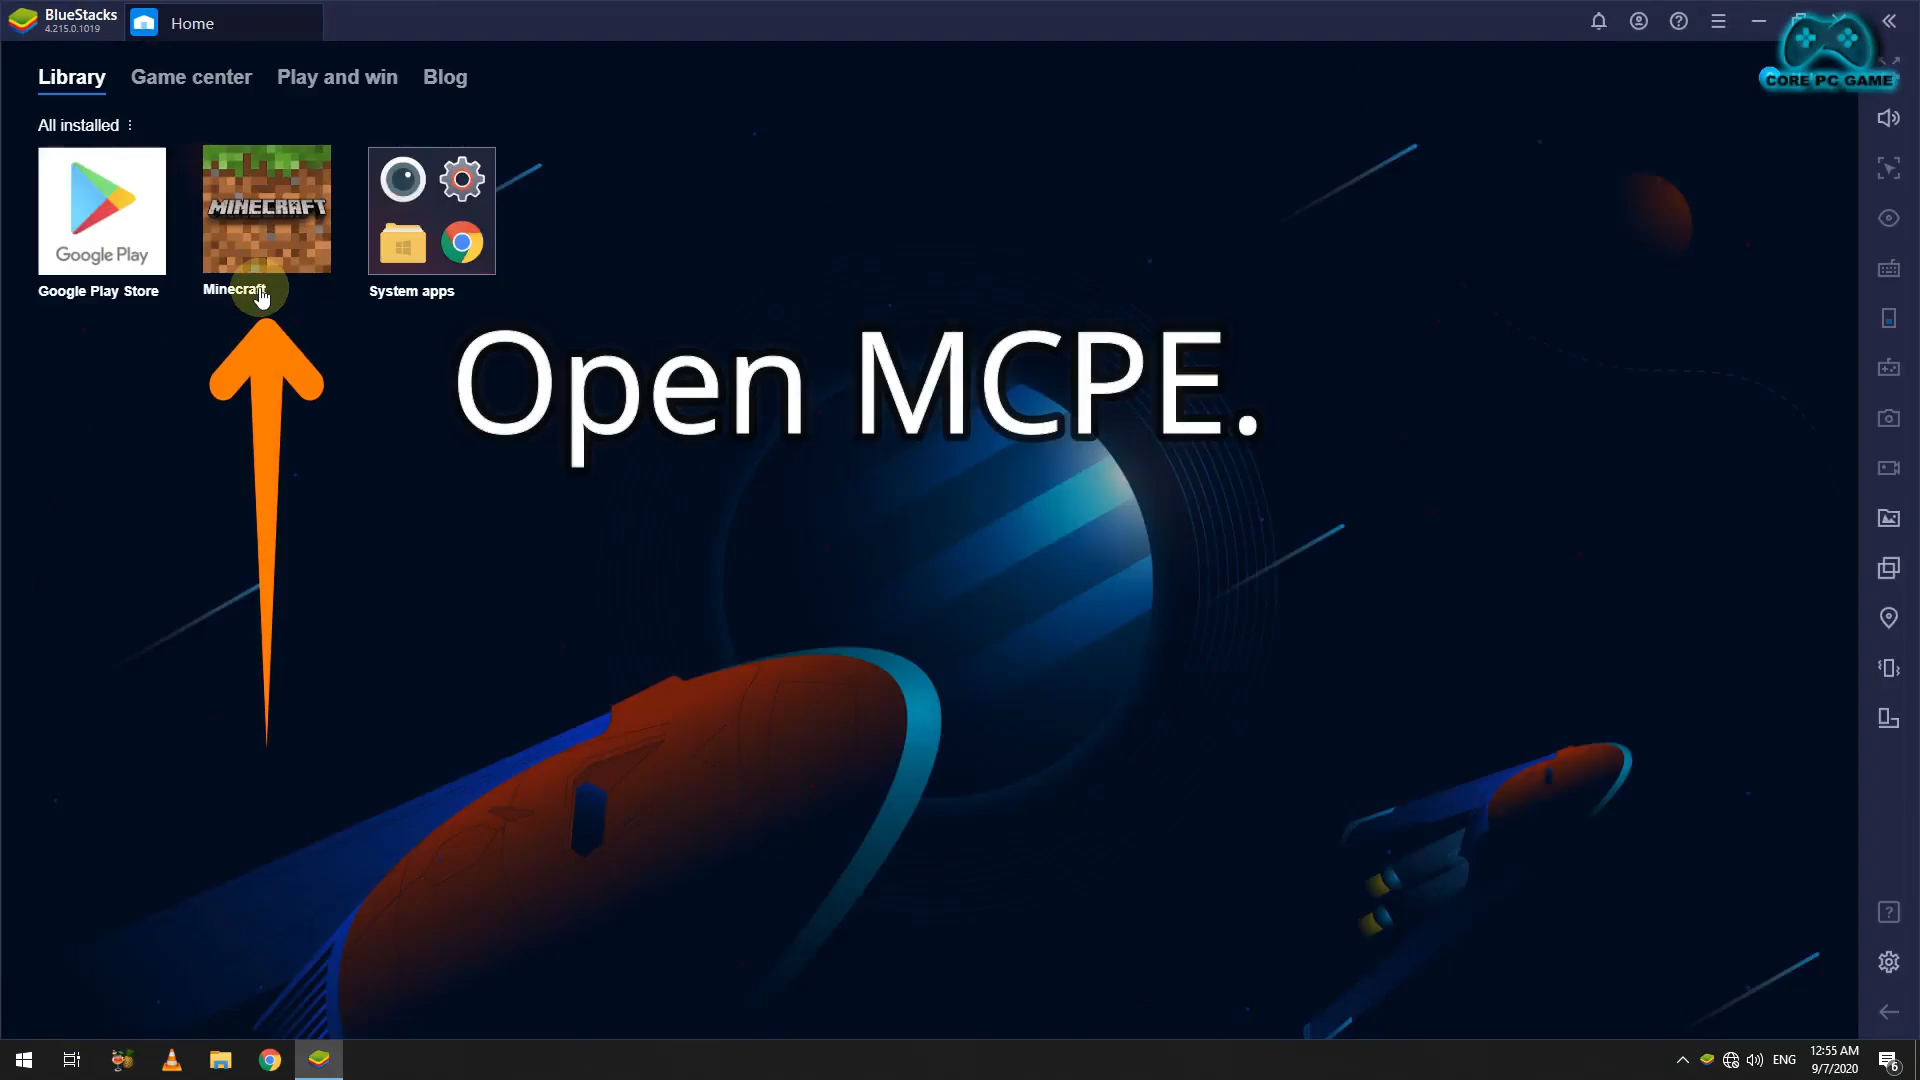 BlueStacks
4.215.0.1019
Home
CORE PC GAME
Library
Game center
Play and win
Blog
All installed
Google Play
MINECRAFT
Google Play Store
Minecraft
System apps
Open MCPE.
ENG
12:55 AM
9/7/2020
6